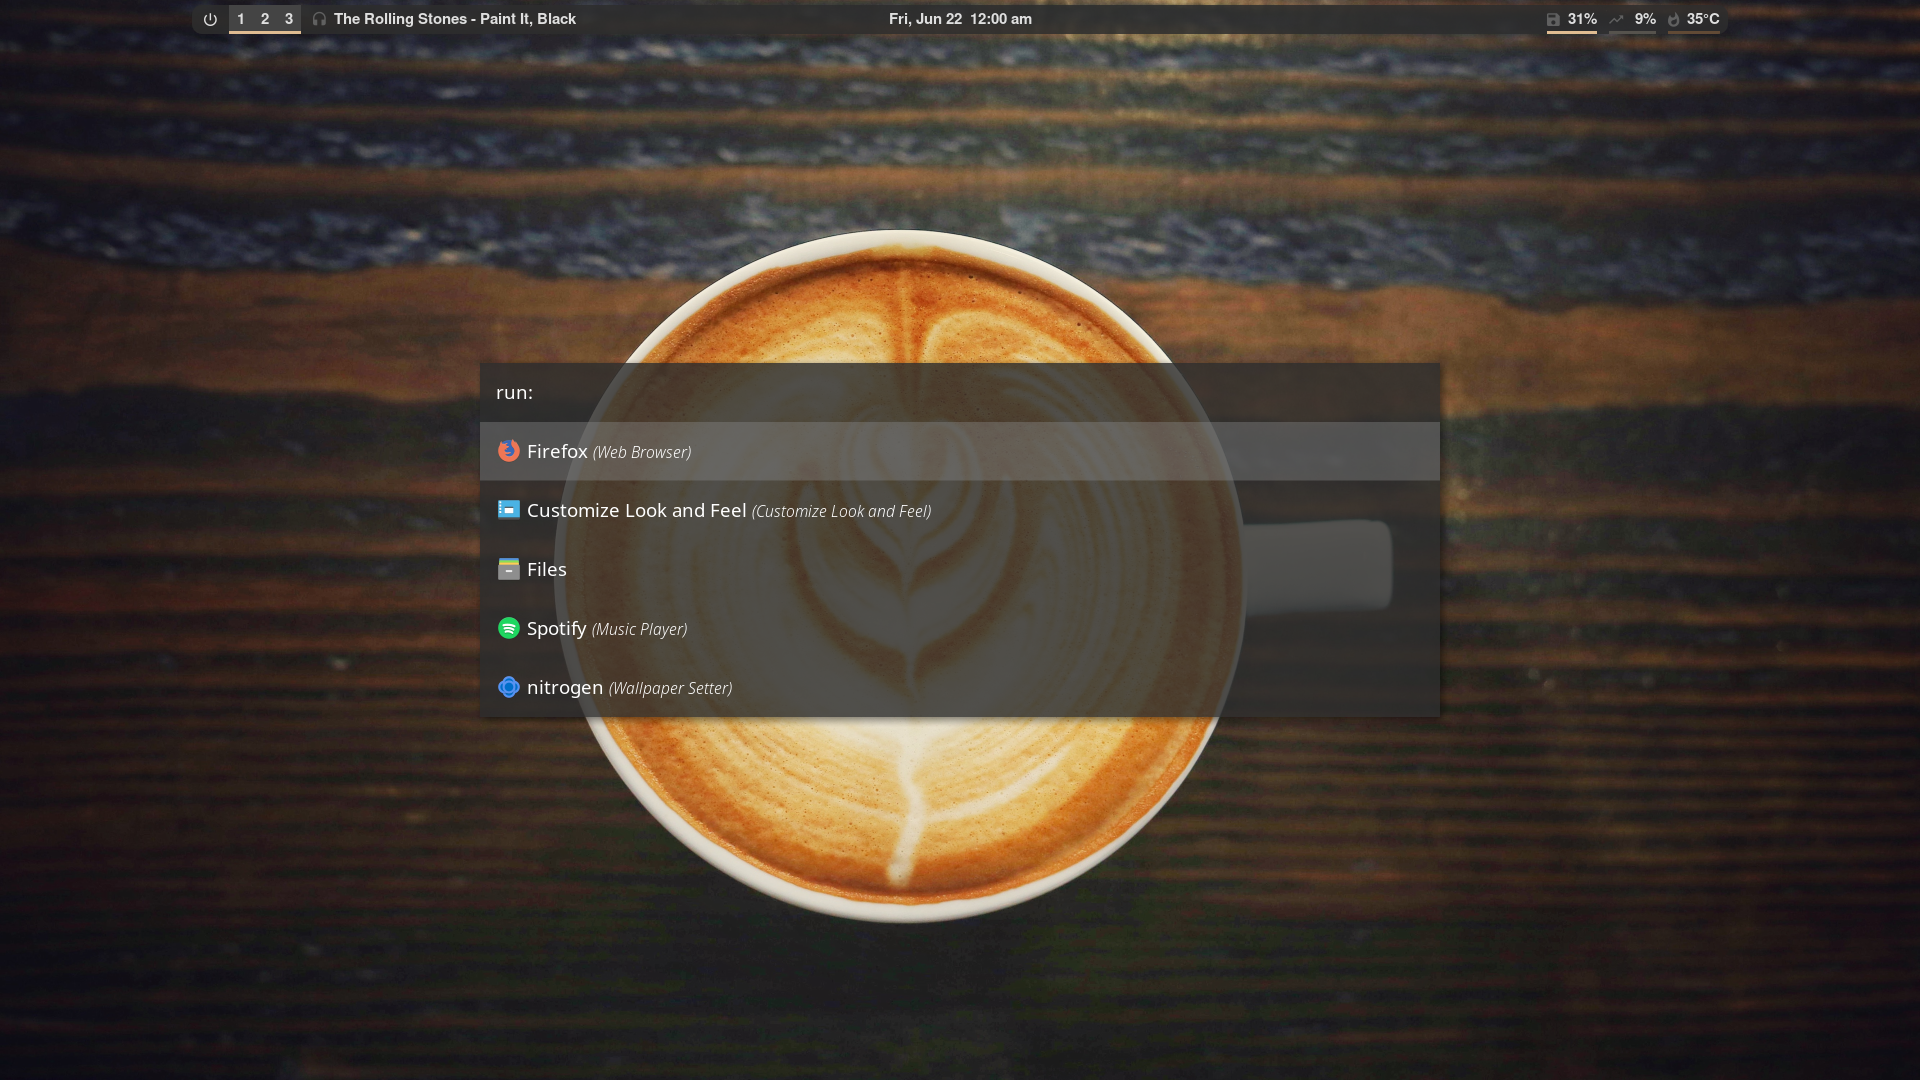 1 2 3 The Rolling Stones - Paint It, Black Fri, Jun 22 12:00 am 31% 9% 35°C
run:
Firefox (Web Browser)
Customize Look and Feel (Customize Look and Feel)
Files
Spotify (Music Player)
nitrogen (Wallpaper Setter)